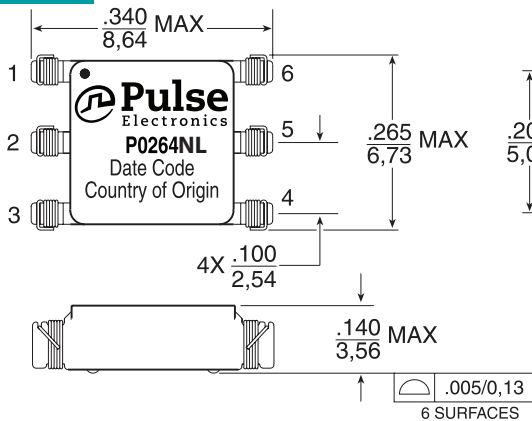 .340
8,64 MAX
1
6
Pulse
Electronics
2
5
P0264NL
Date Code
Country of Origin
3
4
.265
6,73 MAX
4X .100
2,54
.140
3,56 MAX
.005/0,13
6 SURFACES